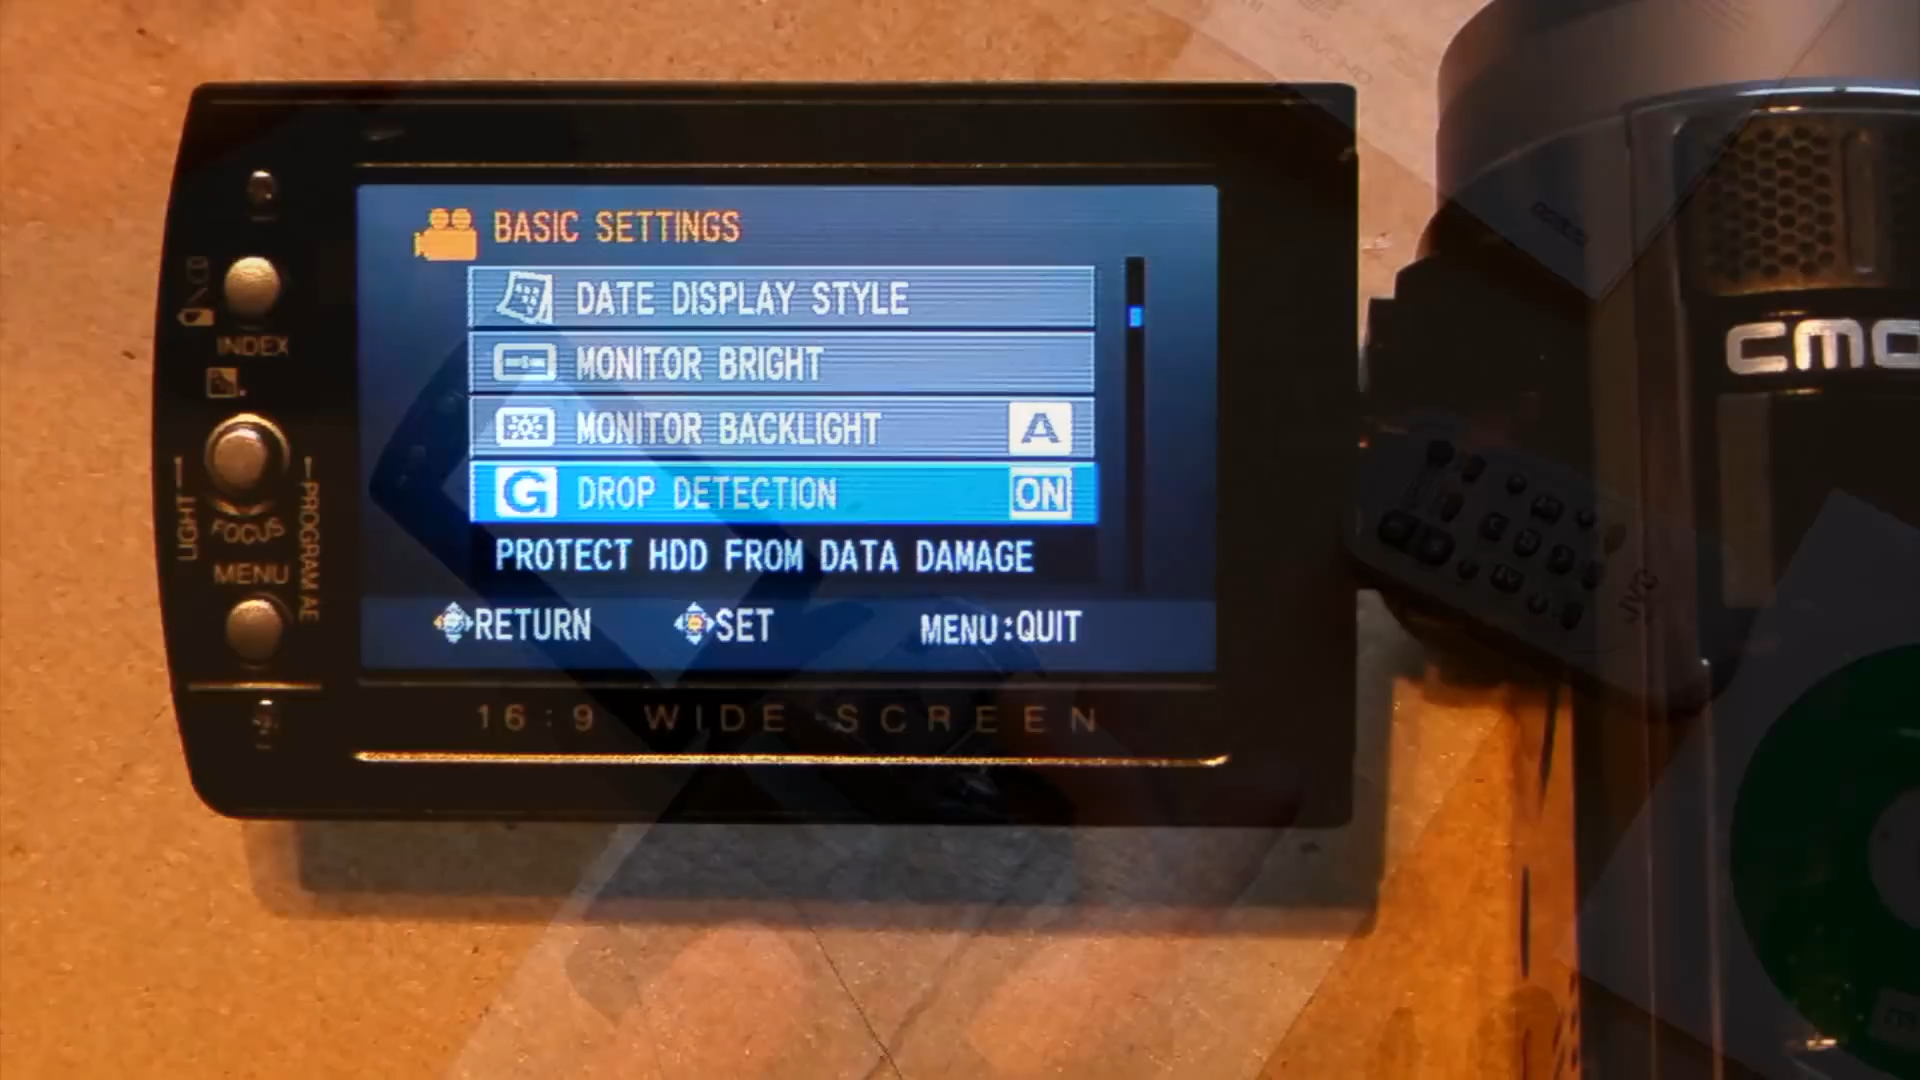 BASIC SETTINGS
DATE DISPLAY STYLE
MONITOR BRIGHT
MONITOR BACKLIGHT A
G DROP DETECTION ON
PROTECT HDD FROM DATA DAMAGE
RETURN SET MENU:QUIT
16:9 WIDE SCREEN
INDEX
FOCUS
LIGHT
PROGRAM AE
MENU
JVC